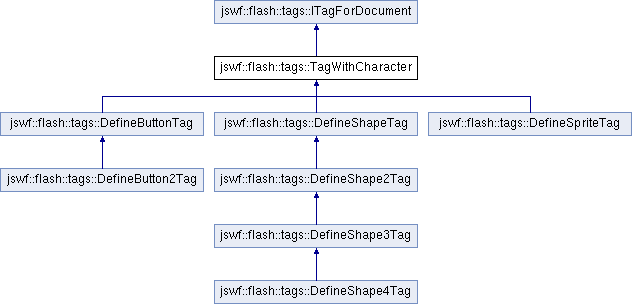 jswf::flash::tags::ITagForDocument
jswf::flash::tags::TagWithCharacter
jswf::flash::tags::DefineButtonTag
jswf::flash::tags::DefineShapeTag
jswf::flash::tags::DefineSpriteTag
jswf::flash::tags::DefineButton2Tag
jswf::flash::tags::DefineShape2Tag
jswf::flash::tags::DefineShape3Tag
jswf::flash::tags::DefineShape4Tag